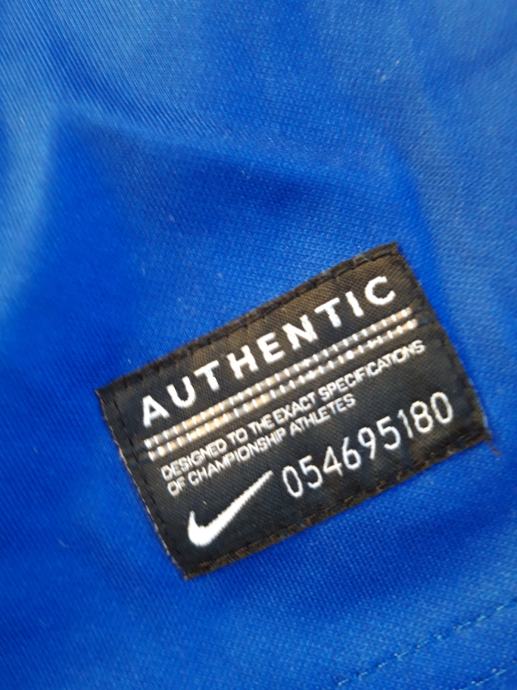 AUTHENTIC
DESIGNED TO THE EXACT SPECIFICATIONS
OF CHAMPIONSHIP ATHLETES
054695180